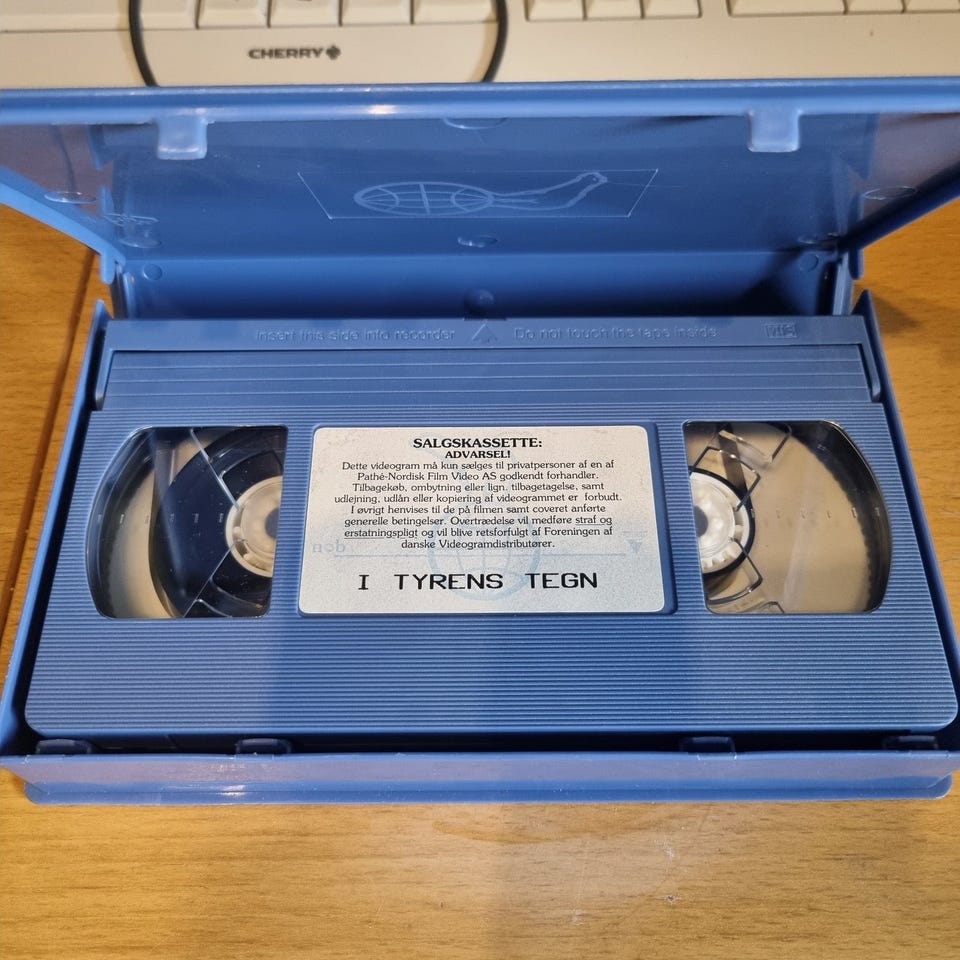 CHERRY
Insert this side into recorder Do not touch the tape inside VHS
SALGSKASSETTE:
ADVARSEL!
Dette videogram må kun sælges til privatpersoner af en af
Pathé-Nordisk Film Video AS godkendt forhandler.
Tilbagekøb, ombytning eller lign. tilbagetagelse, samt
udlejning, udlån eller kopiering af videogrammet er forbudt.
I øvrigt henvises til de på filmen samt coveret anførte
generelle betingelser. Overtrædelse vil medføre straf og
erstatningspligt og vil blive retsforfulgt af Foreningen af
danske Videogramdistributører.
I TYRENS TEGN